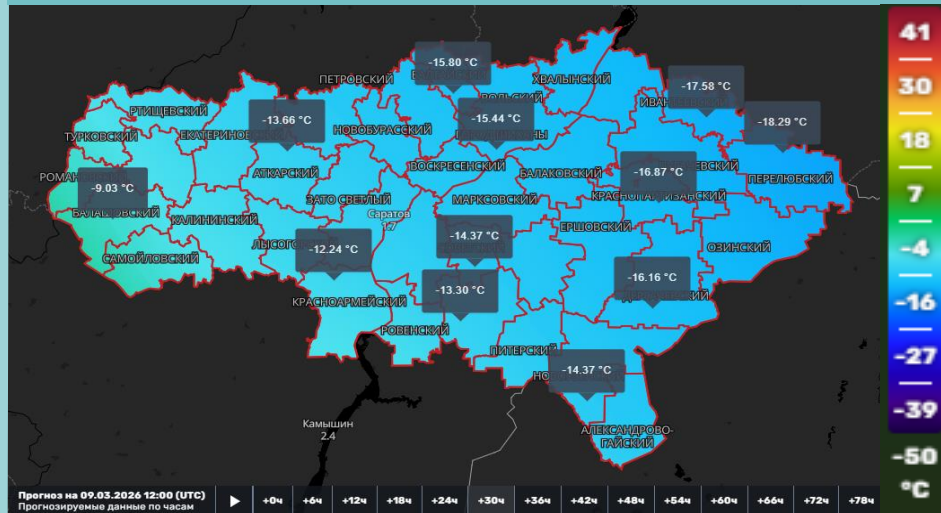 -15.80 °C
ПЕТРОВСКИЙ
ХВАЛЫНСКИЙ
-17.58 °C
РТИЩЕВСКИЙ
-13.66 °C
-15.44 °C
-18.29 °C
ТУРКОВСКИЙ
НОВОБУРАССКИЙ
ВОСКРЕСЕНСКИЙ
АТКАРСКИЙ
БАЛАКОВСКИЙ
-16.87 °C
ПЕРЕЛЮБСКИЙ
-9.03 °C
ЗАТО СВЕТЛЫЙ
МАРКСОВСКИЙ
КРАСНОПАРТИЗАНСКИЙ
БАЛАШОВСКИЙ
КАЛИНИНСКИЙ
Саратов
1.7
ЕРШОВСКИЙ
-14.37 °C
-12.24 °C
ОЗИНСКИЙ
САМОЙЛОВСКИЙ
-13.30 °C
-16.16 °C
КРАСНОАРМЕЙСКИЙ
РОВЕНСКИЙ
ПИТЕРСКИЙ
-14.37 °C
Камышин
2.4
АЛЕКСАНДРОВО-
ГАЙСКИЙ
41
30
18
7
-4
-16
-27
-39
-50
°C
Прогноз на 09.03.2026 12:00 (UTC)
Прогнозируемые данные по часам
+0ч +6ч +12ч +18ч +24ч +30ч +36ч +42ч +48ч +54ч +60ч +66ч +72ч +78ч